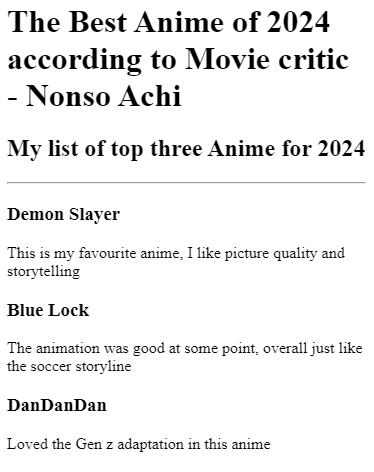 The Best Anime of 2024
according to Movie critic
- Nonso Achi
My list of top three Anime for 2024
Demon Slayer
This is my favourite anime, I like picture quality and
storytelling
Blue Lock
The animation was good at some point, overall just like
the soccer storyline
DanDanDan
Loved the Gen z adaptation in this anime